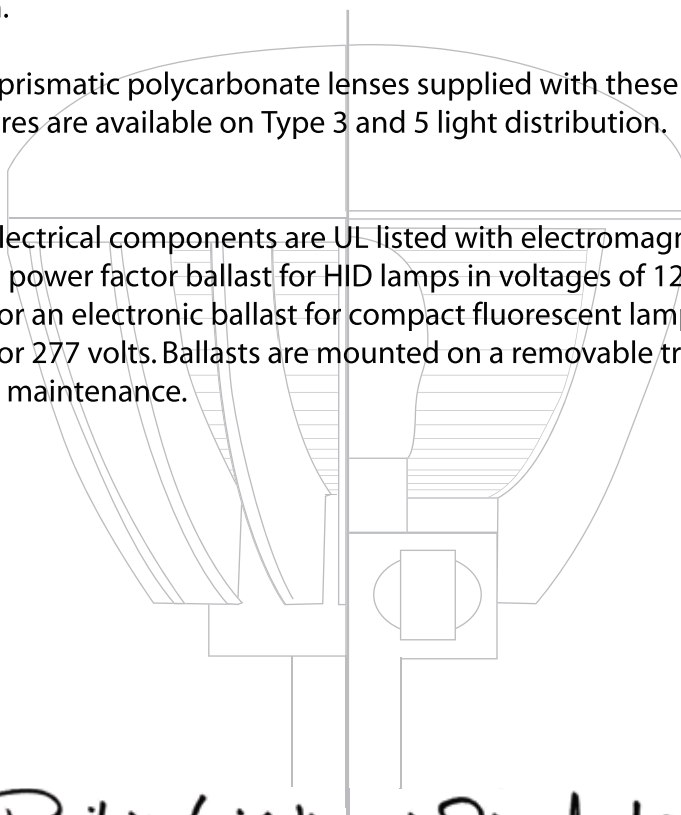 .
prismatic polycarbonate lenses supplied with these
res are available on Type 3 and 5 light distribution.
lectrical components are UL listed with electromagn
power factor ballast for HID lamps in voltages of 12
or an electronic ballast for compact fluorescent lamp
or 277 volts. Ballasts are mounted on a removable tr
maintenance.